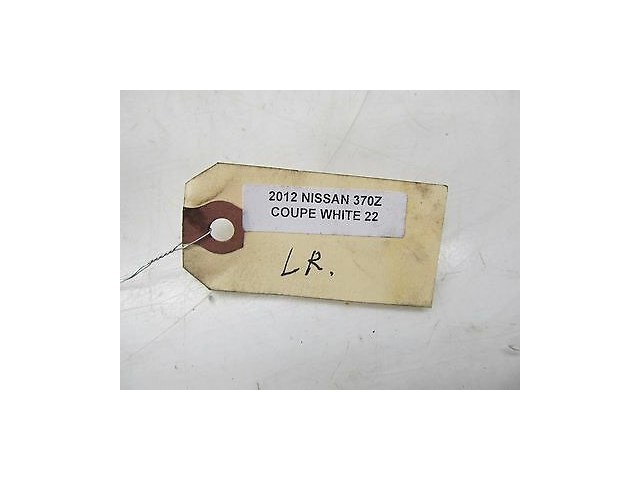 2012 NISSAN 370Z
COUPE WHITE 22
LR.